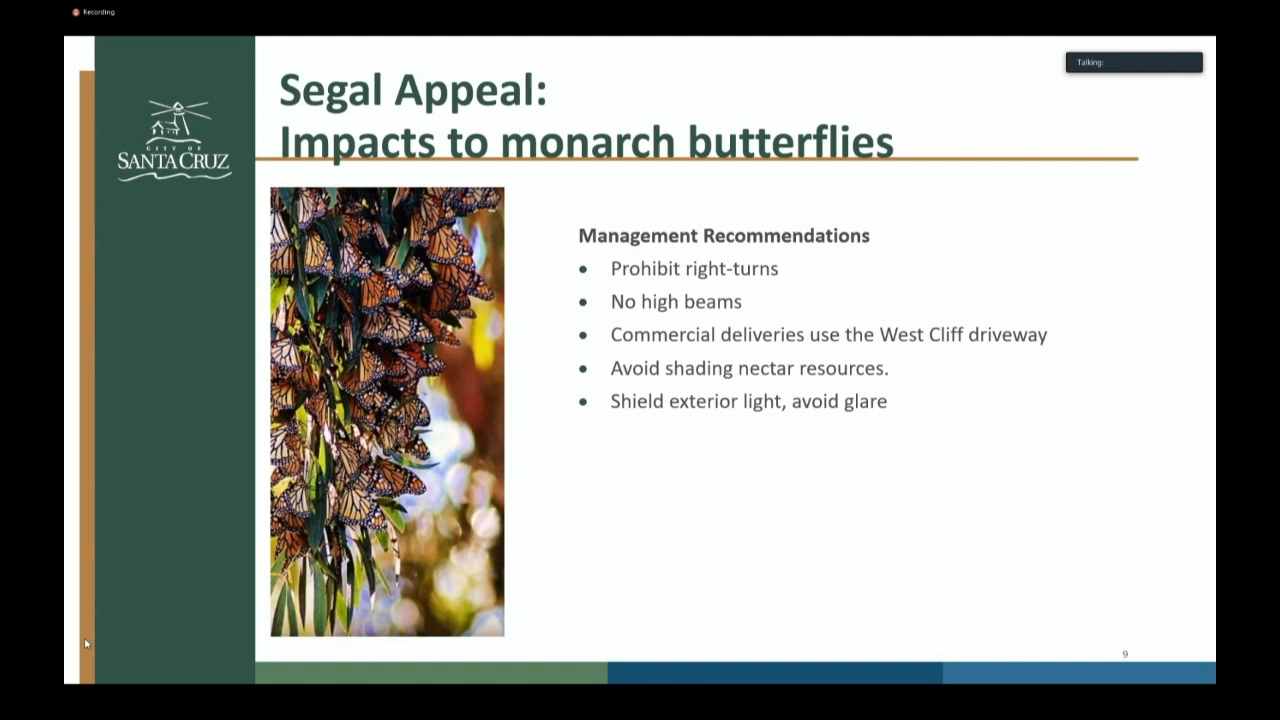 Recording
Talking:
Segal Appeal:
Impacts to monarch butterflies
CITY OF
SANTA CRUZ
Management Recommendations
• Prohibit right-turns
• No high beams
• Commercial deliveries use the West Cliff driveway
• Avoid shading nectar resources.
• Shield exterior light, avoid glare
9